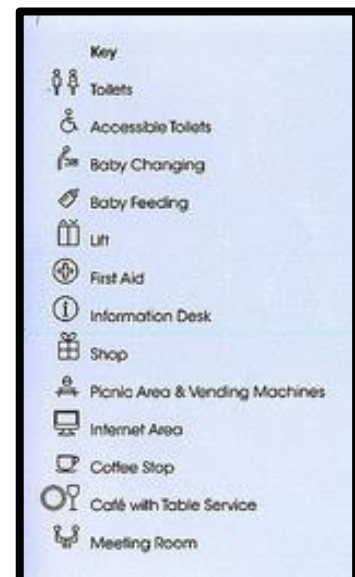 Key
Toilets
Accessible Toilets
Baby Changing
Baby Feeding
Lift
First Aid
Information Desk
Shop
Picnic Area & Vending Machines
Internet Area
Coffee Stop
Café with Table Service
Meeting Room